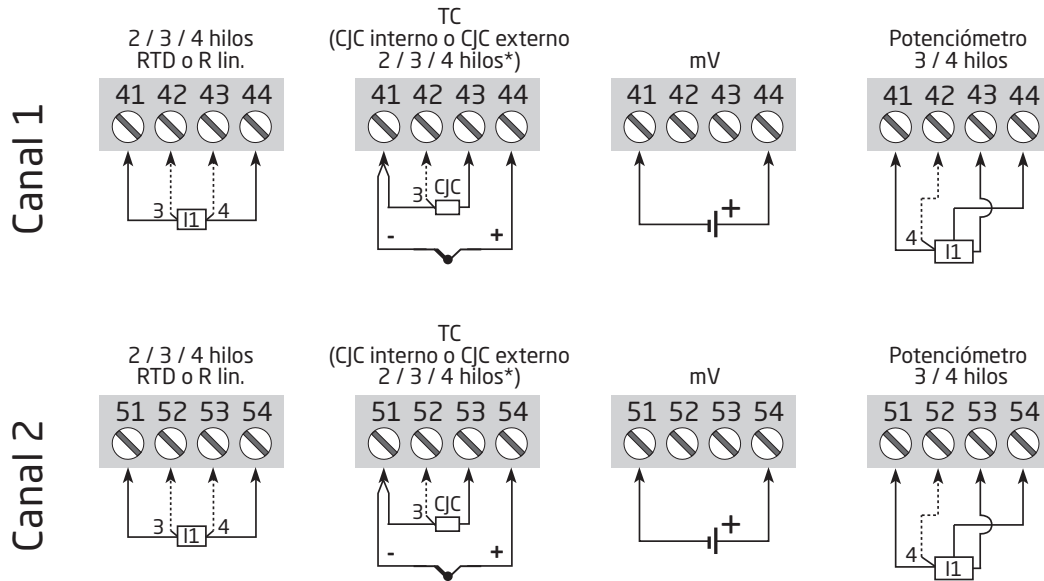 Canal 1
2 / 3 / 4 hilos
RTD o R lin.
41 42 43 44
3 I1 4
TC
(CJC interno o CJC externo
2 / 3 / 4 hilos*)
41 42 43 44
3 CJC
- +
mV
41 42 43 44
+
Potenciómetro
3 / 4 hilos
41 42 43 44
4 I1
Canal 2
2 / 3 / 4 hilos
RTD o R lin.
51 52 53 54
3 I1 4
TC
(CJC interno o CJC externo
2 / 3 / 4 hilos*)
51 52 53 54
3 CJC
- +
mV
51 52 53 54
+
Potenciómetro
3 / 4 hilos
51 52 53 54
4 I1